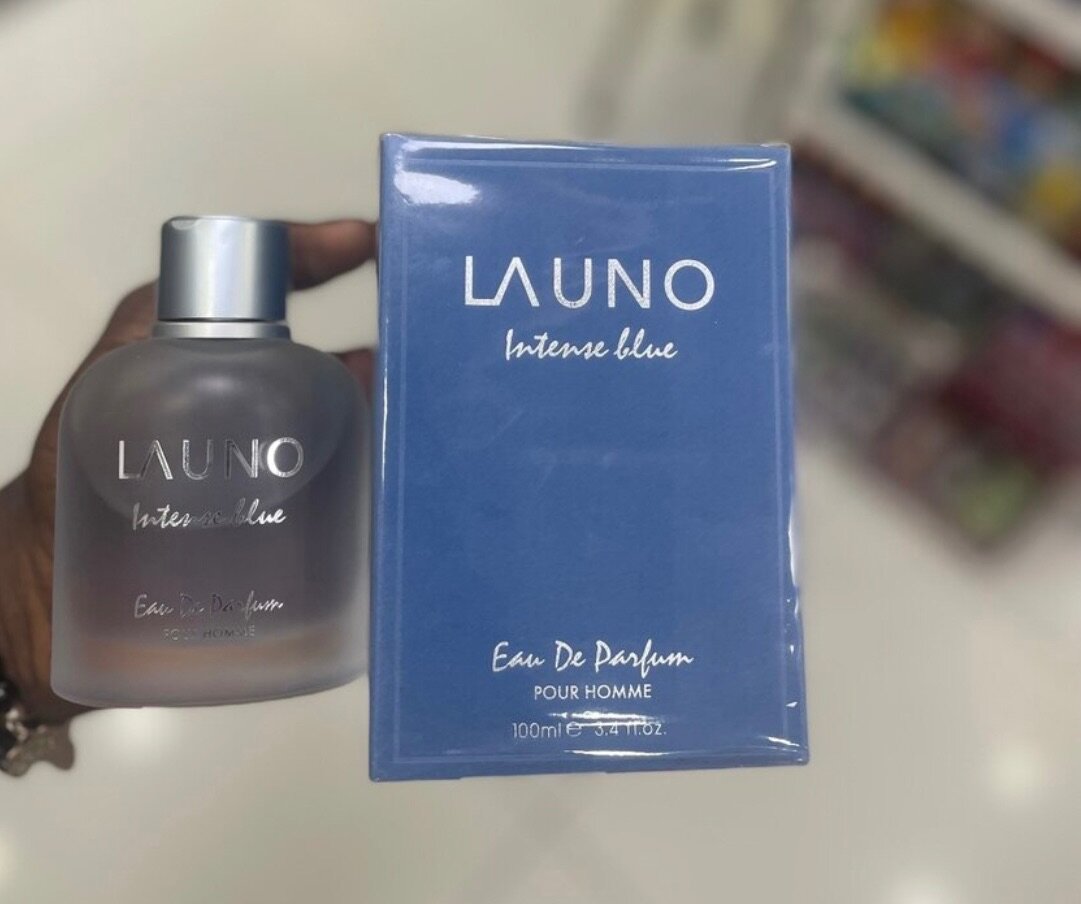 LAUNO
Intense blue
Eau De Parfum
POUR HOMME
LAUNO
Intense blue
Eau De Parfum
POUR HOMME
100ml e 3.4 fl.oz.